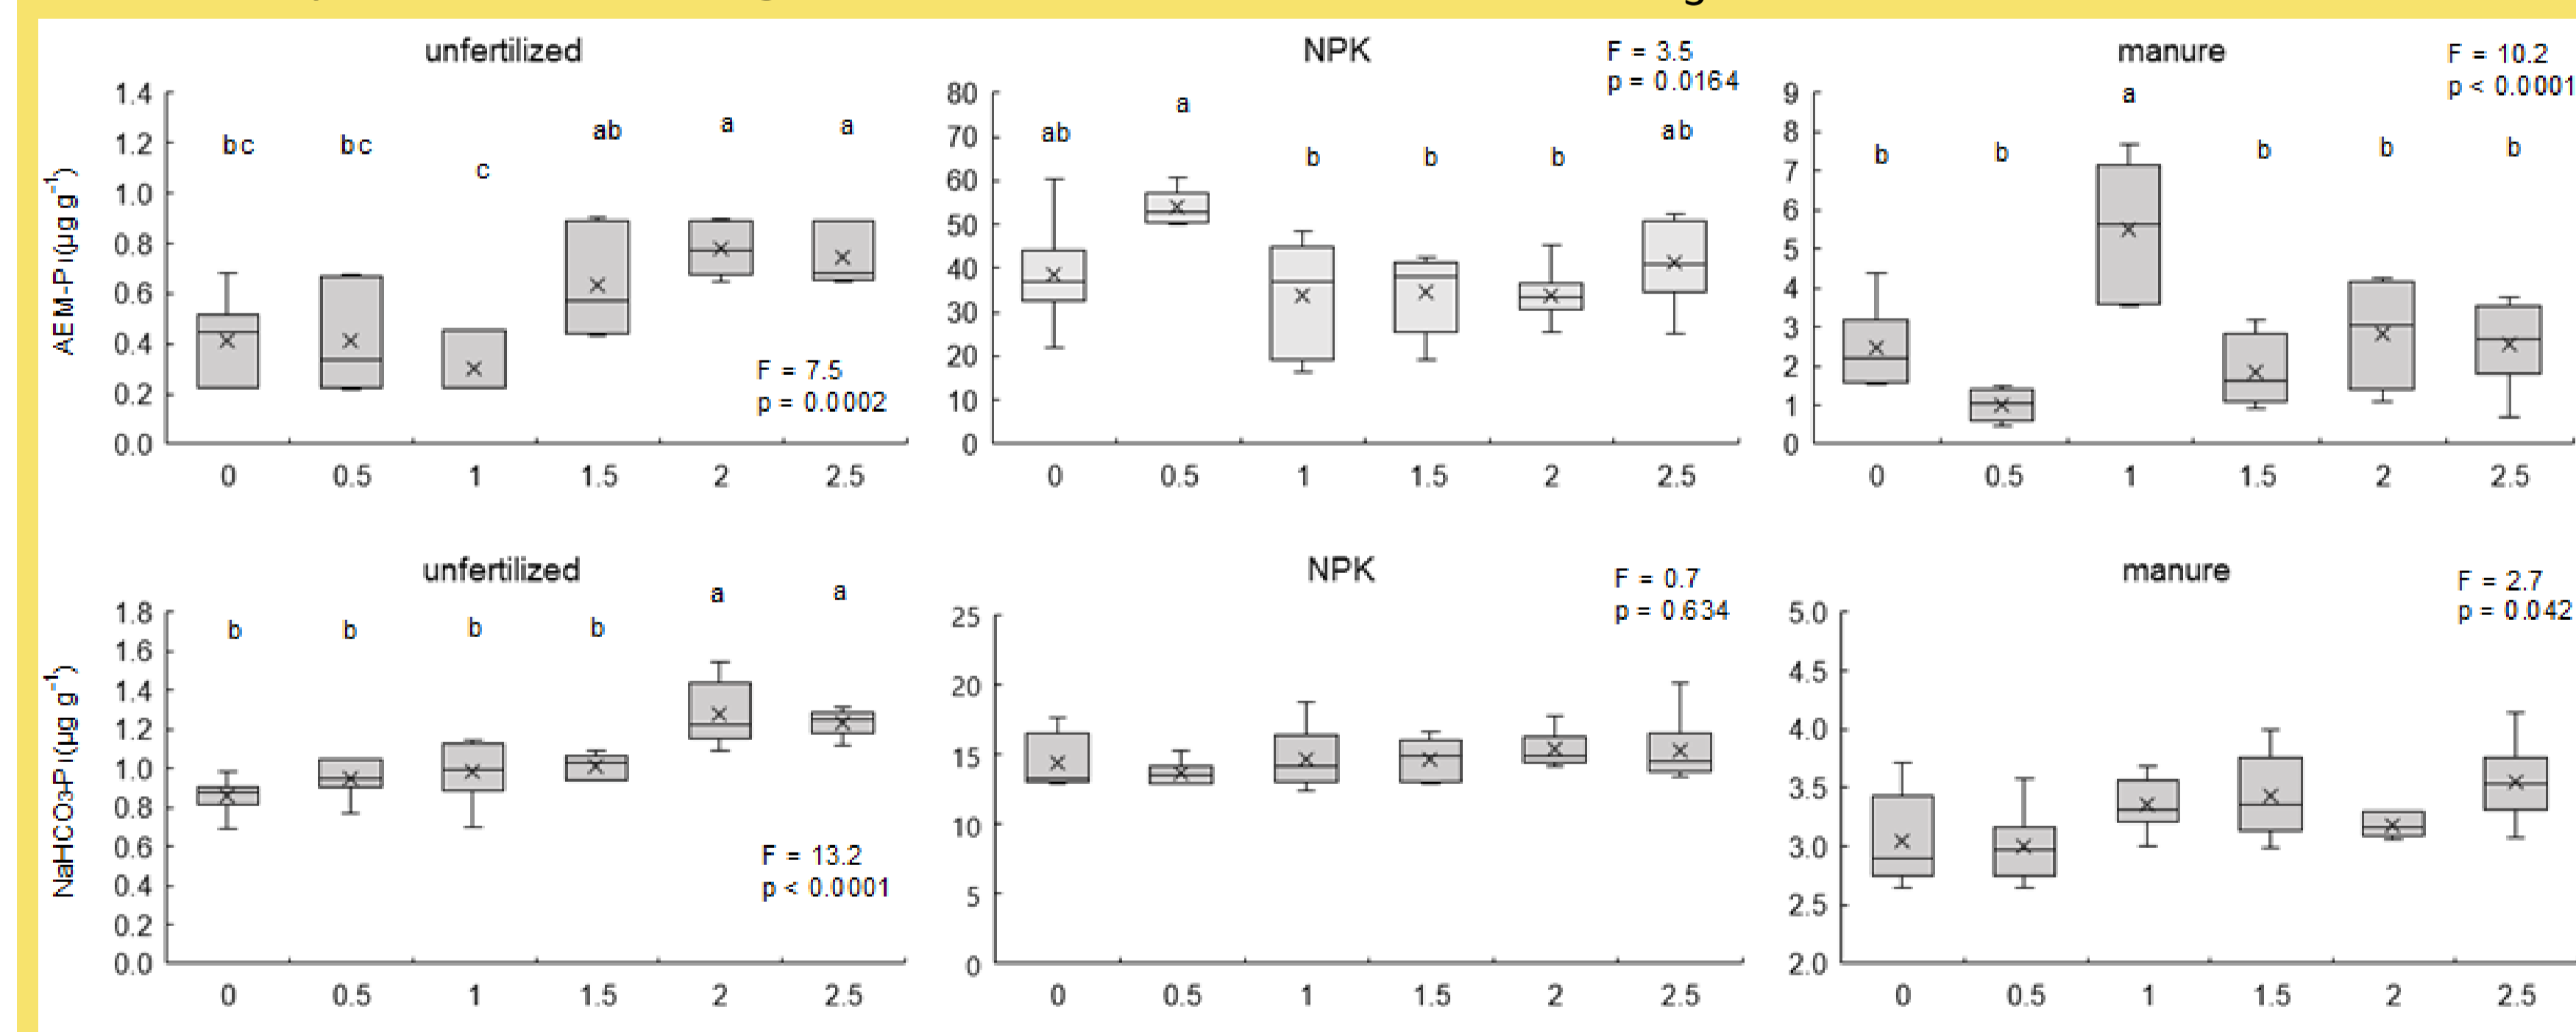 unfertilized
F = 7.5
p = 0.0002
AEM-Pi (µg g⁻¹)
1.4
1.2
1.0
0.8
0.6
0.4
0.2
0.0
bc bc c ab a a
0 0.5 1 1.5 2 2.5
NPK
F = 3.5
p = 0.0164
80
70
60
50
40
30
20
10
0
ab a b b b ab
0 0.5 1 1.5 2 2.5
manure
F = 10.2
p < 0.0001
9
8
7
6
5
4
3
2
1
0
b b a b b b
0 0.5 1 1.5 2 2.5
unfertilized
F = 13.2
p < 0.0001
NaHCO₃-Pi (µg g⁻¹)
1.8
1.6
1.4
1.2
1.0
0.8
0.6
0.4
0.2
0.0
b b b b a a
0 0.5 1 1.5 2 2.5
NPK
F = 0.7
p = 0.634
25
20
15
10
5
0
0 0.5 1 1.5 2 2.5
manure
F = 2.7
p = 0.042
5.0
4.5
4.0
3.5
3.0
2.5
2.0
0 0.5 1 1.5 2 2.5